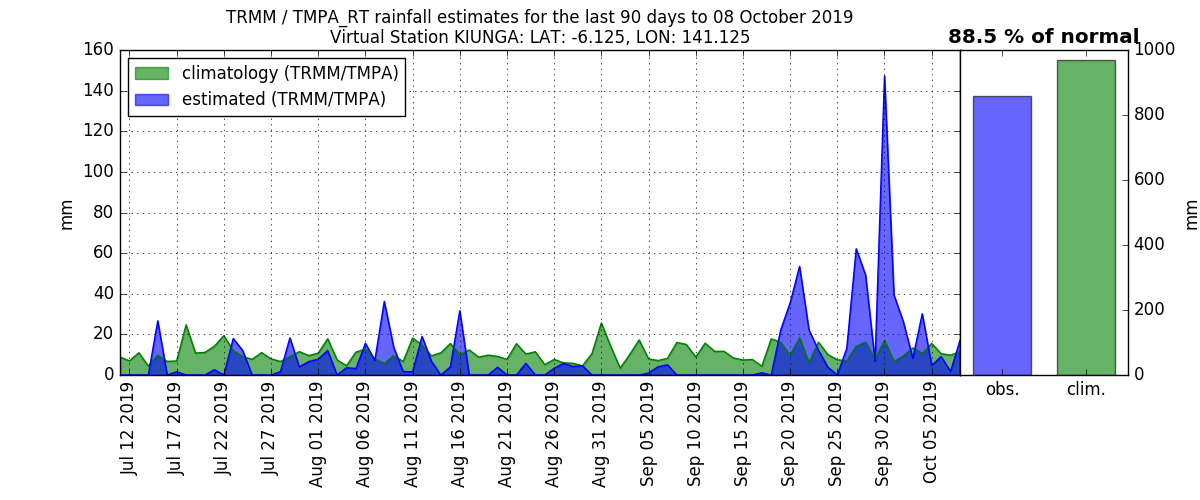 TRMM / TMPA_RT rainfall estimates for the last 90 days to 08 October 2019
Virtual Station KIUNGA: LAT: -6.125, LON: 141.125
88.5 % of normal
climatology (TRMM/TMPA)
estimated (TRMM/TMPA)
160
140
120
100
80
60
40
20
0
mm
Jul 12 2019
Jul 17 2019
Jul 22 2019
Jul 27 2019
Aug 01 2019
Aug 06 2019
Aug 11 2019
Aug 16 2019
Aug 21 2019
Aug 26 2019
Aug 31 2019
Sep 05 2019
Sep 10 2019
Sep 15 2019
Sep 20 2019
Sep 25 2019
Sep 30 2019
Oct 05 2019
1000
800
600
400
200
0
mm
obs.
clim.